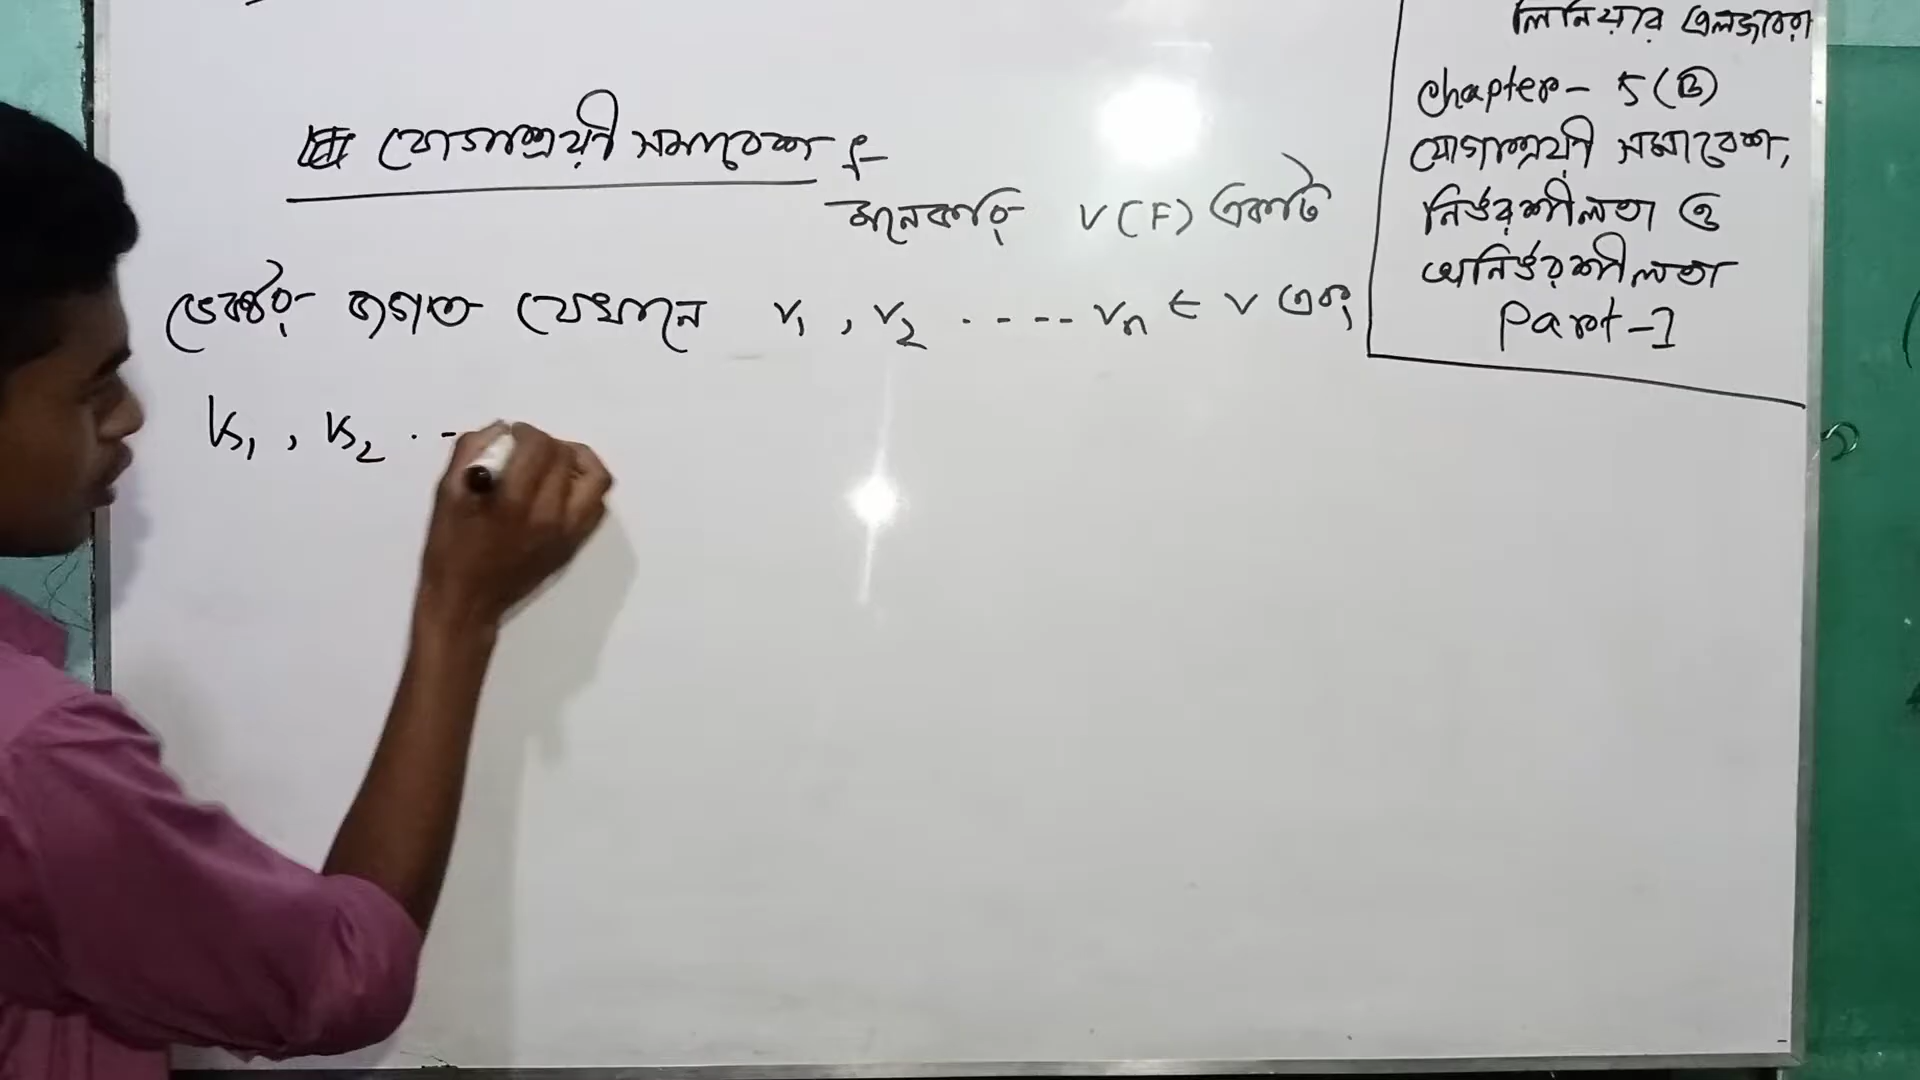 যোগাশ্রয়ী সমাবেশ :-
মনেকরি V(F) একটি
ভেক্টর জগত যেখানে v₁, v₂ ..... vₙ ∈ V এবং
k₁, k₂ . -
লিনিয়ার এলজাবরা
Chapter - 5 (B)
যোগাশ্রয়ী সমাবেশ,
নির্ভরশীলতা ও
অনির্ভরশীলতা
Part-1